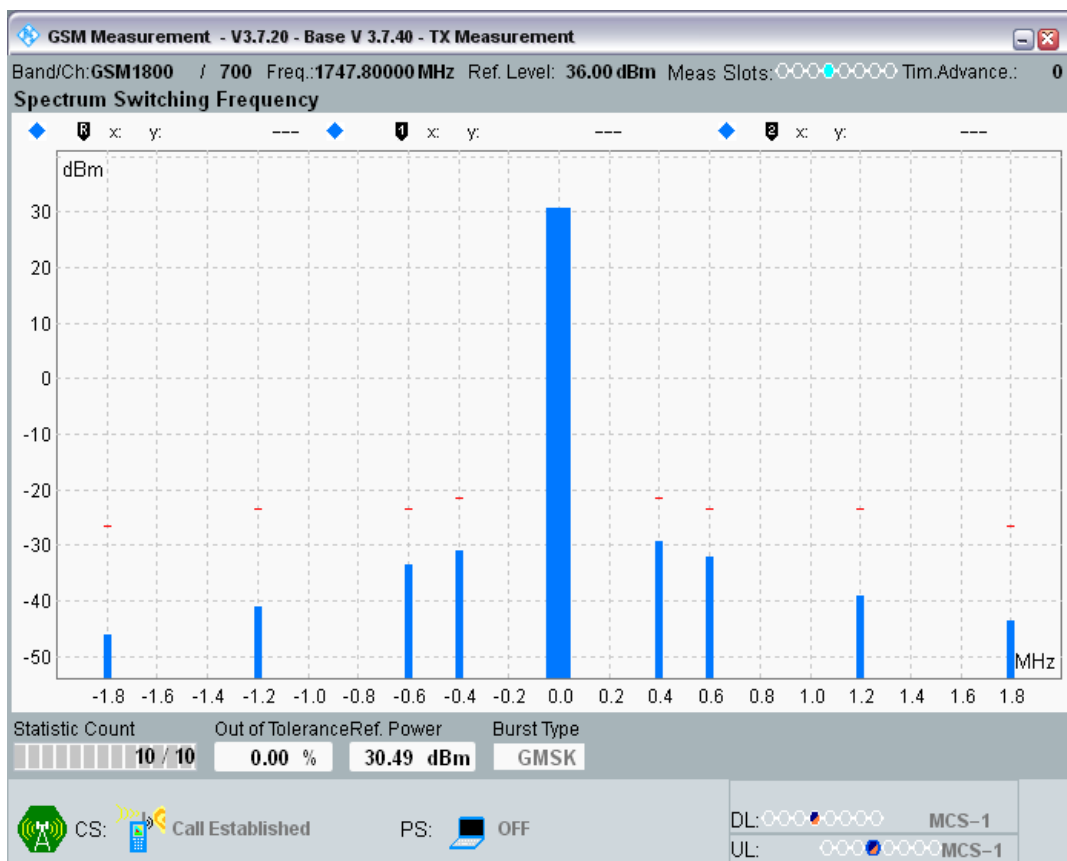 GSM Measurement - V3.7.20 - Base V 3.7.40 - TX Measurement
Band/Ch:GSM1800 / 700 Freq.:1747.80000 MHz Ref. Level: 36.00 dBm Meas Slots: Tim.Advance.: 0
Spectrum Switching Frequency
R x: y: --- 1 x: y: --- 2 x: y: ---
dBm
30
20
10
0
-10
-20
-30
-40
-50
MHz
-1.8 -1.6 -1.4 -1.2 -1.0 -0.8 -0.6 -0.4 -0.2 0.0 0.2 0.4 0.6 0.8 1.0 1.2 1.4 1.6 1.8
Statistic Count Out of Tolerance Ref. Power Burst Type
10 / 10 0.00 % 30.49 dBm GMSK
CS: Call Established PS: OFF
DL: MCS-1
UL: MCS-1